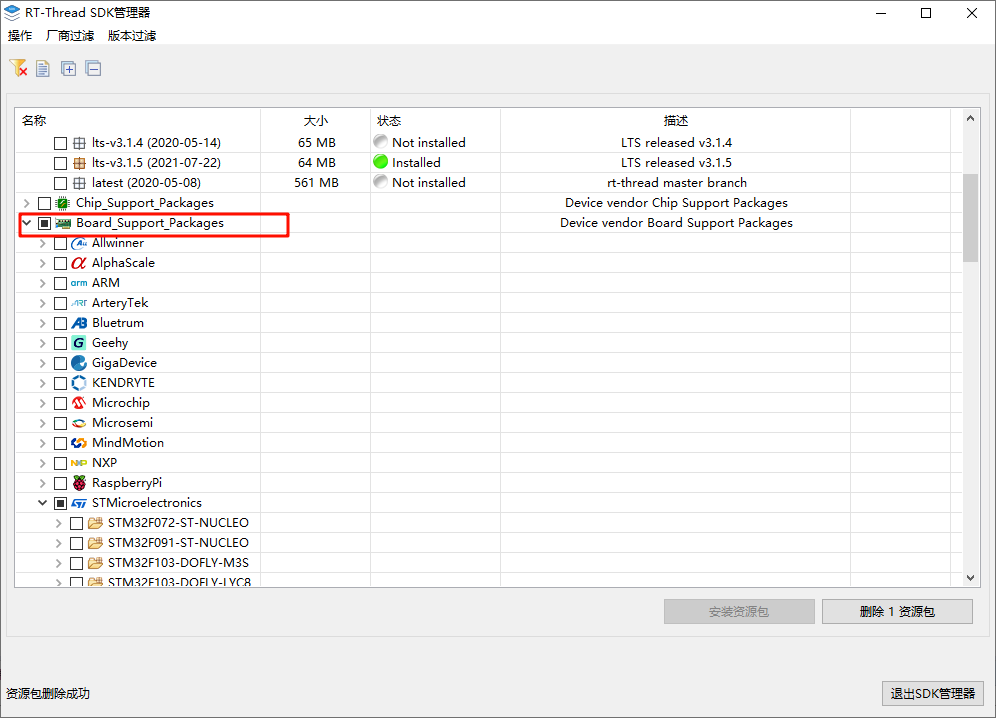 RT-Thread SDK管理器
操作 厂商过滤 版本过滤
名称 大小 状态 描述
lts-v3.1.4 (2020-05-14) 65 MB Not installed LTS released v3.1.4
lts-v3.1.5 (2021-07-22) 64 MB Installed LTS released v3.1.5
latest (2020-05-08) 561 MB Not installed rt-thread master branch
Chip_Support_Packages Device vendor Chip Support Packages
Board_Support_Packages Device vendor Board Support Packages
Allwinner
AlphaScale
arm ARM
ArteryTek
Bluetrum
Geehy
GigaDevice
KENDRYTE
Microchip
Microsemi
MindMotion
NXP NXP
RaspberryPi
STMicroelectronics
STM32F072-ST-NUCLEO
STM32F091-ST-NUCLEO
STM32F103-DOFLY-M3S
STM32F103-DOFLY-LYC8
安装资源包 删除 1 资源包
资源包删除成功 退出SDK管理器